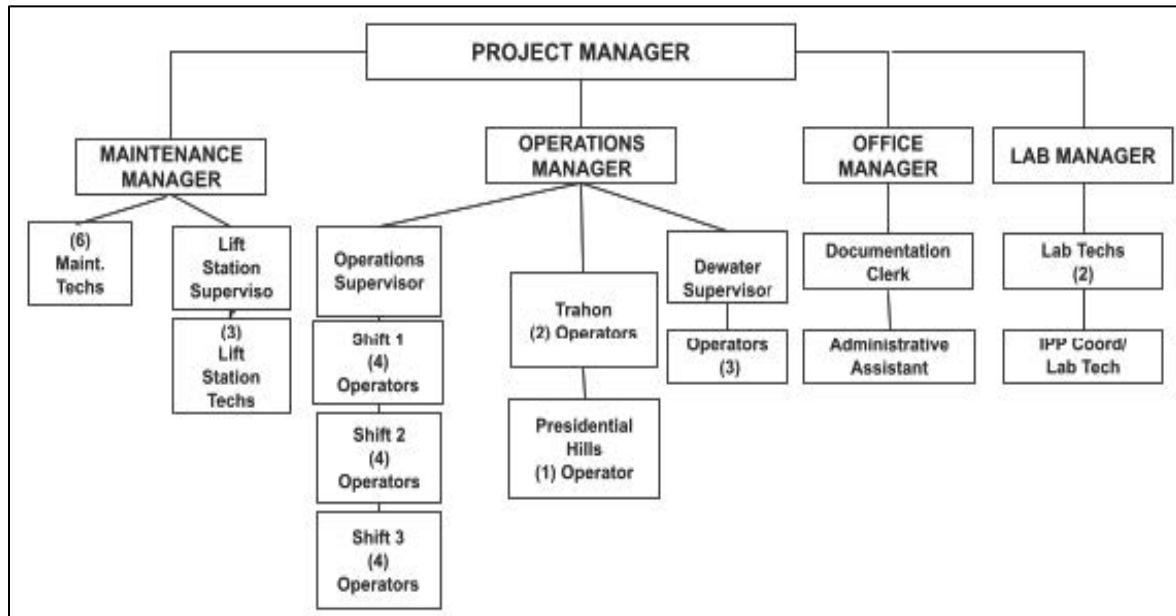 PROJECT MANAGER
MAINTENANCE
MANAGER
OPERATIONS
MANAGER
OFFICE
MANAGER
LAB MANAGER
(6)
Maint.
Techs
Lift
Station
Superviso
(3)
Lift
Station
Techs
Operations
Supervisor
Shift 1
(4)
Operators
Shift 2
(4)
Operators
Shift 3
(4)
Operators
Trahon
(2) Operators
Presidential
Hills
(1) Operator
Dewater
Supervisor
Operators
(3)
Documentation
Clerk
Administrative
Assistant
Lab Techs
(2)
IPP Coord/
Lab Tech